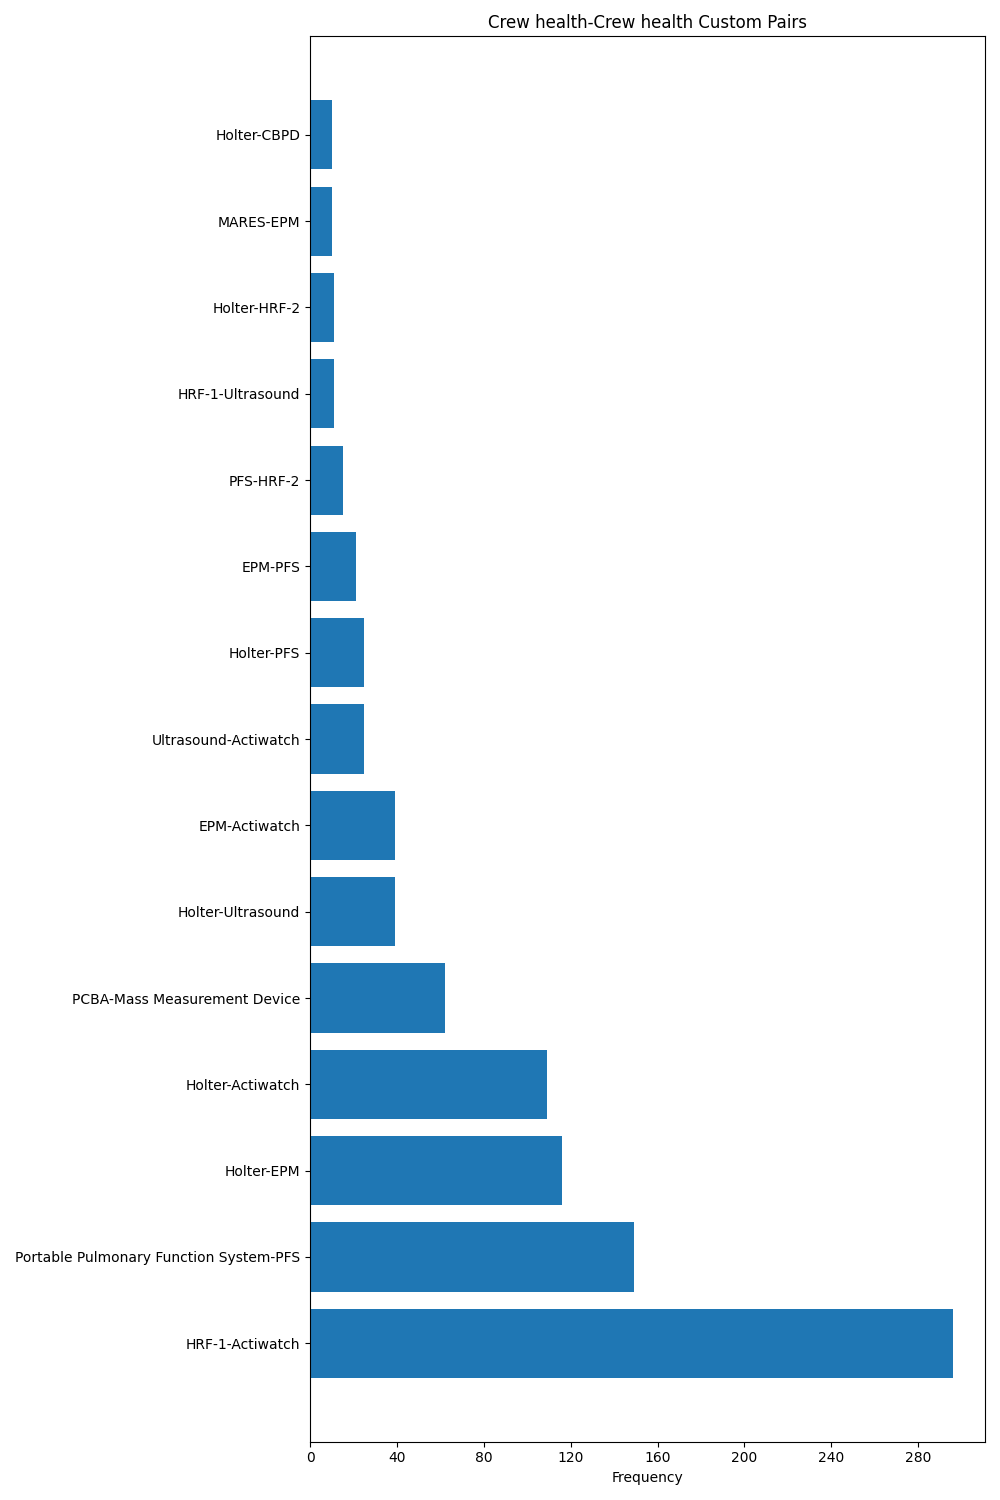 Crew health-Crew health Custom Pairs
Holter-CBPD
MARES-EPM
Holter-HRF-2
HRF-1-Ultrasound
PFS-HRF-2
EPM-PFS
Holter-PFS
Ultrasound-Actiwatch
EPM-Actiwatch
Holter-Ultrasound
PCBA-Mass Measurement Device
Holter-Actiwatch
Holter-EPM
Portable Pulmonary Function System-PFS
HRF-1-Actiwatch
0 40 80 120 160 200 240 280
Frequency